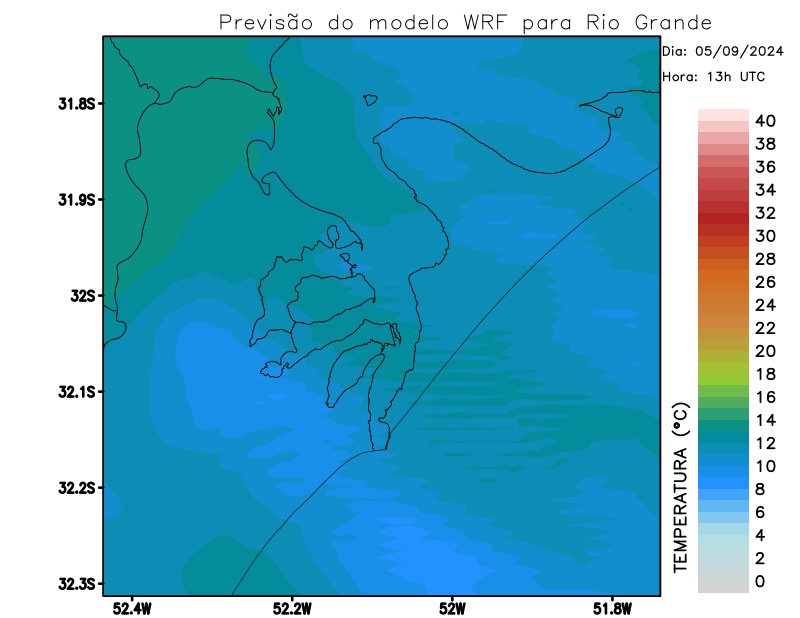 Previsão do modelo WRF para Rio Grande
Dia: 05/09/2024
Hora: 13h UTC
31.8S
31.9S
32S
32.1S
32.2S
32.3S
52.4W
52.2W
52W
51.8W
40
38
36
34
32
30
28
26
24
22
20
18
16
14
12
10
8
6
4
2
0
TEMPERATURA (°C)